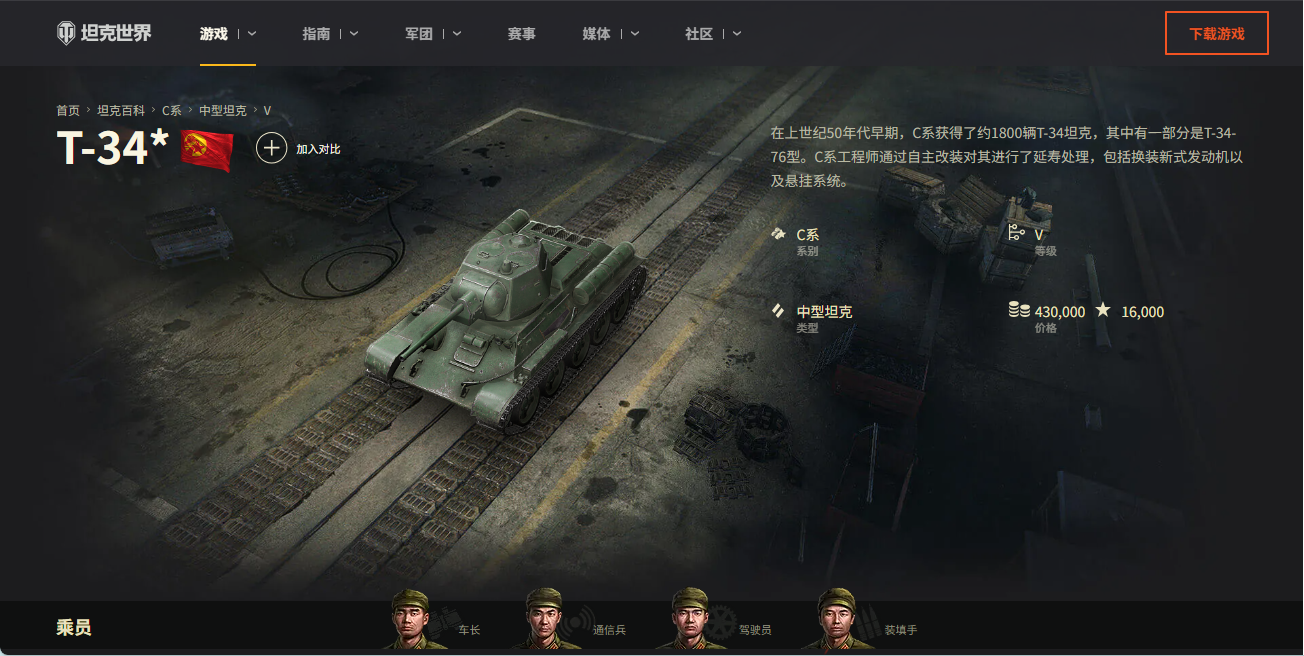 坦克世界
游戏
指南
军团
赛事
媒体
社区
下载游戏
首页 › 坦克百科 › C系 › 中型坦克 › V
T-34*
加入对比
在上世纪50年代早期，C系获得了约1800辆T-34坦克，其中有一部分是T-34-
76型。C系工程师通过自主改装对其进行了延寿处理，包括换装新式发动机以
及悬挂系统。
C系
系别
V
等级
中型坦克
类型
430,000 16,000
价格
乘员
车长
通信兵
驾驶员
装填手